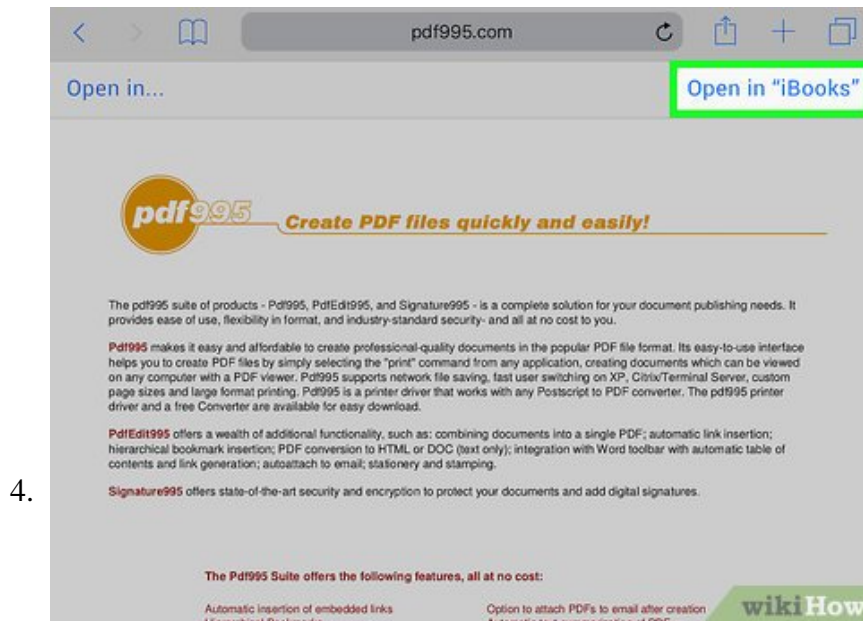 pdf995.com
Open in...
Open in “iBooks”
pdf995
Create PDF files quickly and easily!
The pdf995 suite of products - Pdf995, PdfEdit995, and Signature995 - is a complete solution for your document publishing needs. It
provides ease of use, flexibility in format, and industry-standard security- and all at no cost to you.
Pdf995 makes it easy and affordable to create professional-quality documents in the popular PDF file format. Its easy-to-use interface
helps you to create PDF files by simply selecting the "print" command from any application, creating documents which can be viewed
on any computer with a PDF viewer. Pdf995 supports network file saving, fast user switching on XP, Citrix/Terminal Server, custom
page sizes and large format printing. Pdf995 is a printer driver that works with any Postscript to PDF converter. The pdf995 printer
driver and a free Converter are available for easy download.
PdfEdit995 offers a wealth of additional functionality, such as: combining documents into a single PDF; automatic link insertion;
hierarchical bookmark insertion; PDF conversion to HTML or DOC (text only); integration with Word toolbar with automatic table of
contents and link generation; autoattach to email; stationery and stamping.
4.
Signature995 offers state-of-the-art security and encryption to protect your documents and add digital signatures.
The Pdf995 Suite offers the following features, all at no cost:
Automatic insertion of embedded links
Option to attach PDFs to email after creation
Hierarchical Bookmarks
Automatic text summarization of PDF
wikiHow